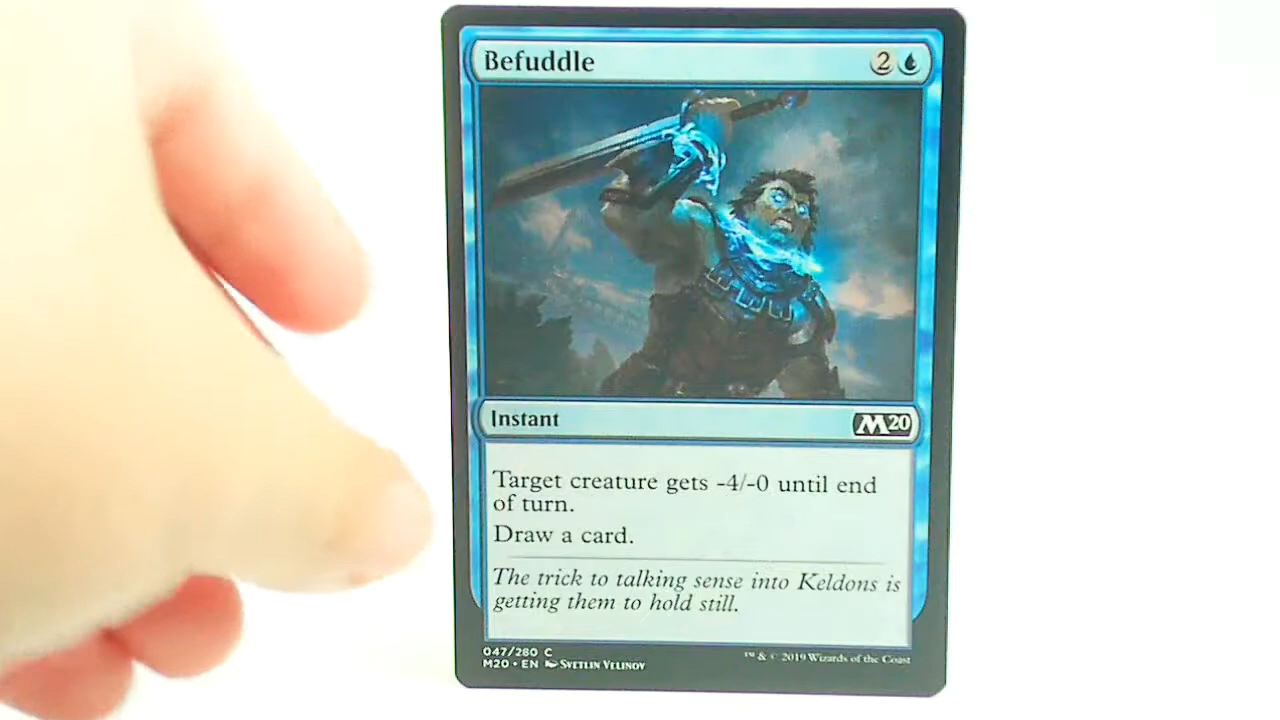 Befuddle 2
Instant M20
Target creature gets -4/-0 until end
of turn.
Draw a card.
The trick to talking sense into Keldons is
getting them to hold still.
047/280 C
M20 • EN SVETLIN VELINOV
™ & © 2019 Wizards of the Coast